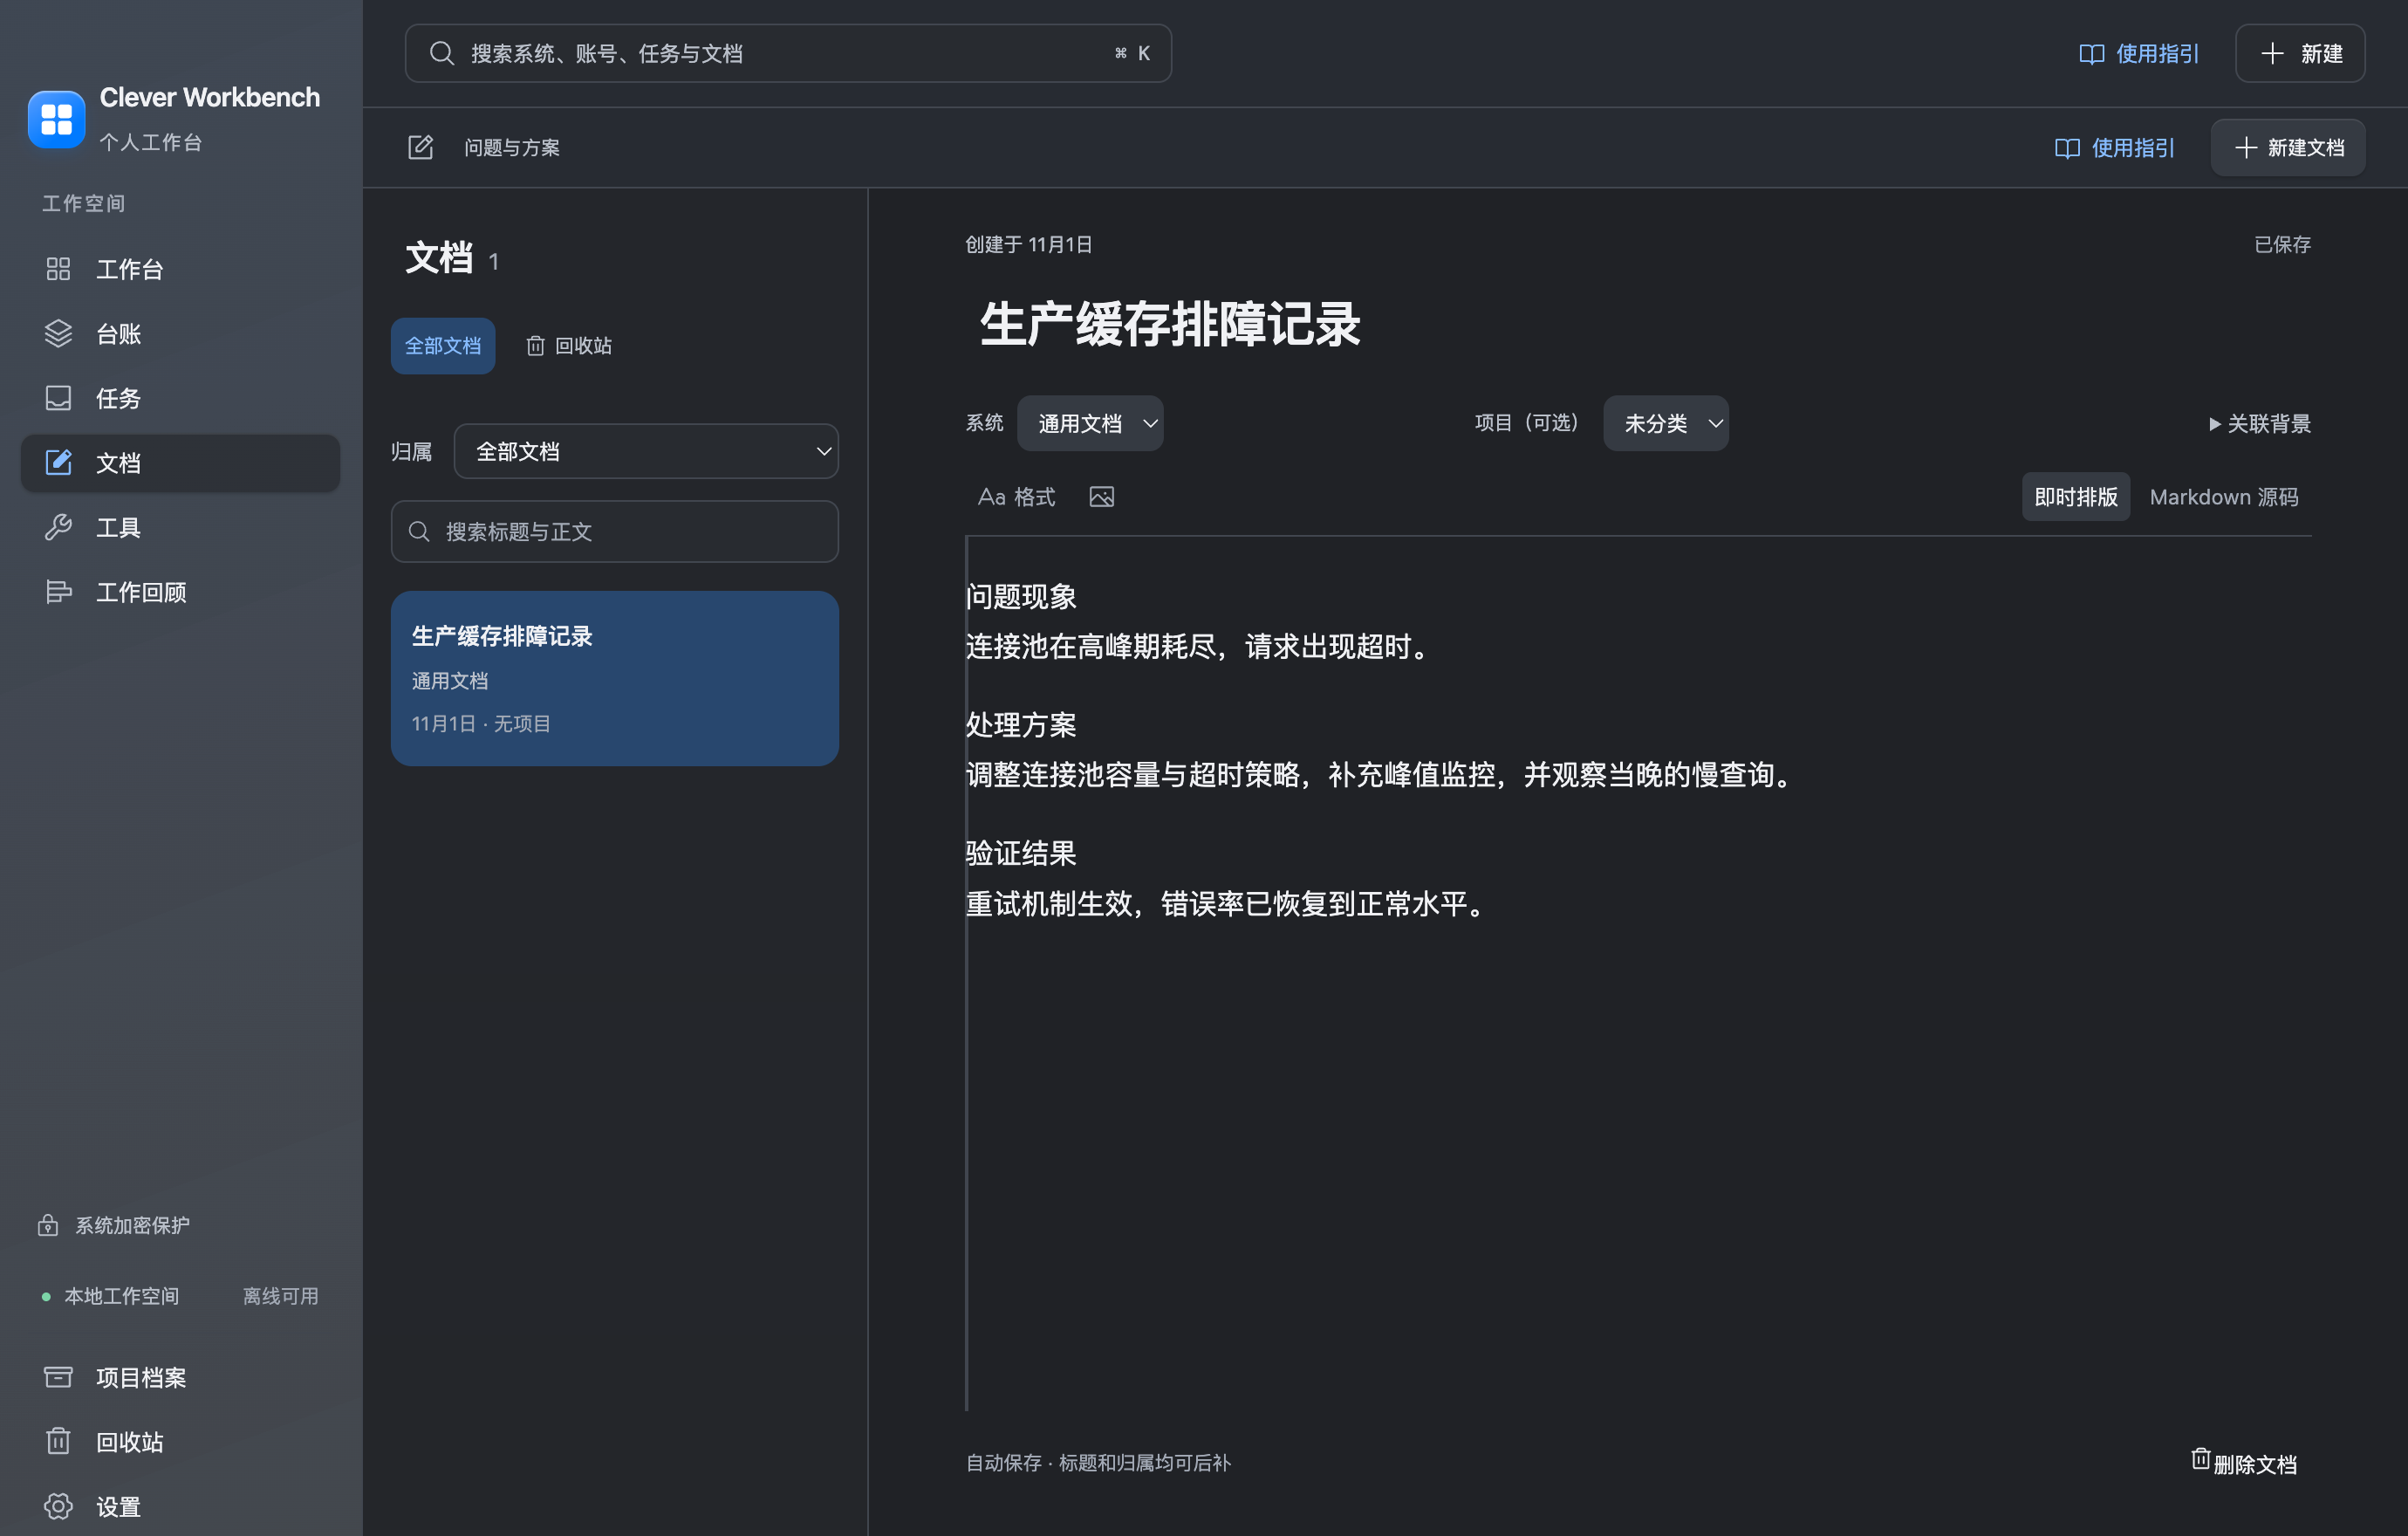 Clever Workbench
个人工作台
工作空间
工作台
台账
任务
文档
工具
工作回顾
系统加密保护
本地工作空间 离线可用
项目档案
回收站
设置
搜索系统、账号、任务与文档 ⌘ K
使用指引
新建
问题与方案
使用指引
新建文档
文档 1
全部文档 回收站
归属 全部文档
搜索标题与正文
生产缓存排障记录
通用文档
11月1日 · 无项目
创建于 11月1日 已保存
生产缓存排障记录
系统 通用文档 项目（可选） 未分类 ▶关联背景
Aa 格式 即时排版 Markdown 源码
问题现象
连接池在高峰期耗尽，请求出现超时。
处理方案
调整连接池容量与超时策略，补充峰值监控，并观察当晚的慢查询。
验证结果
重试机制生效，错误率已恢复到正常水平。
自动保存 · 标题和归属均可后补 删除文档